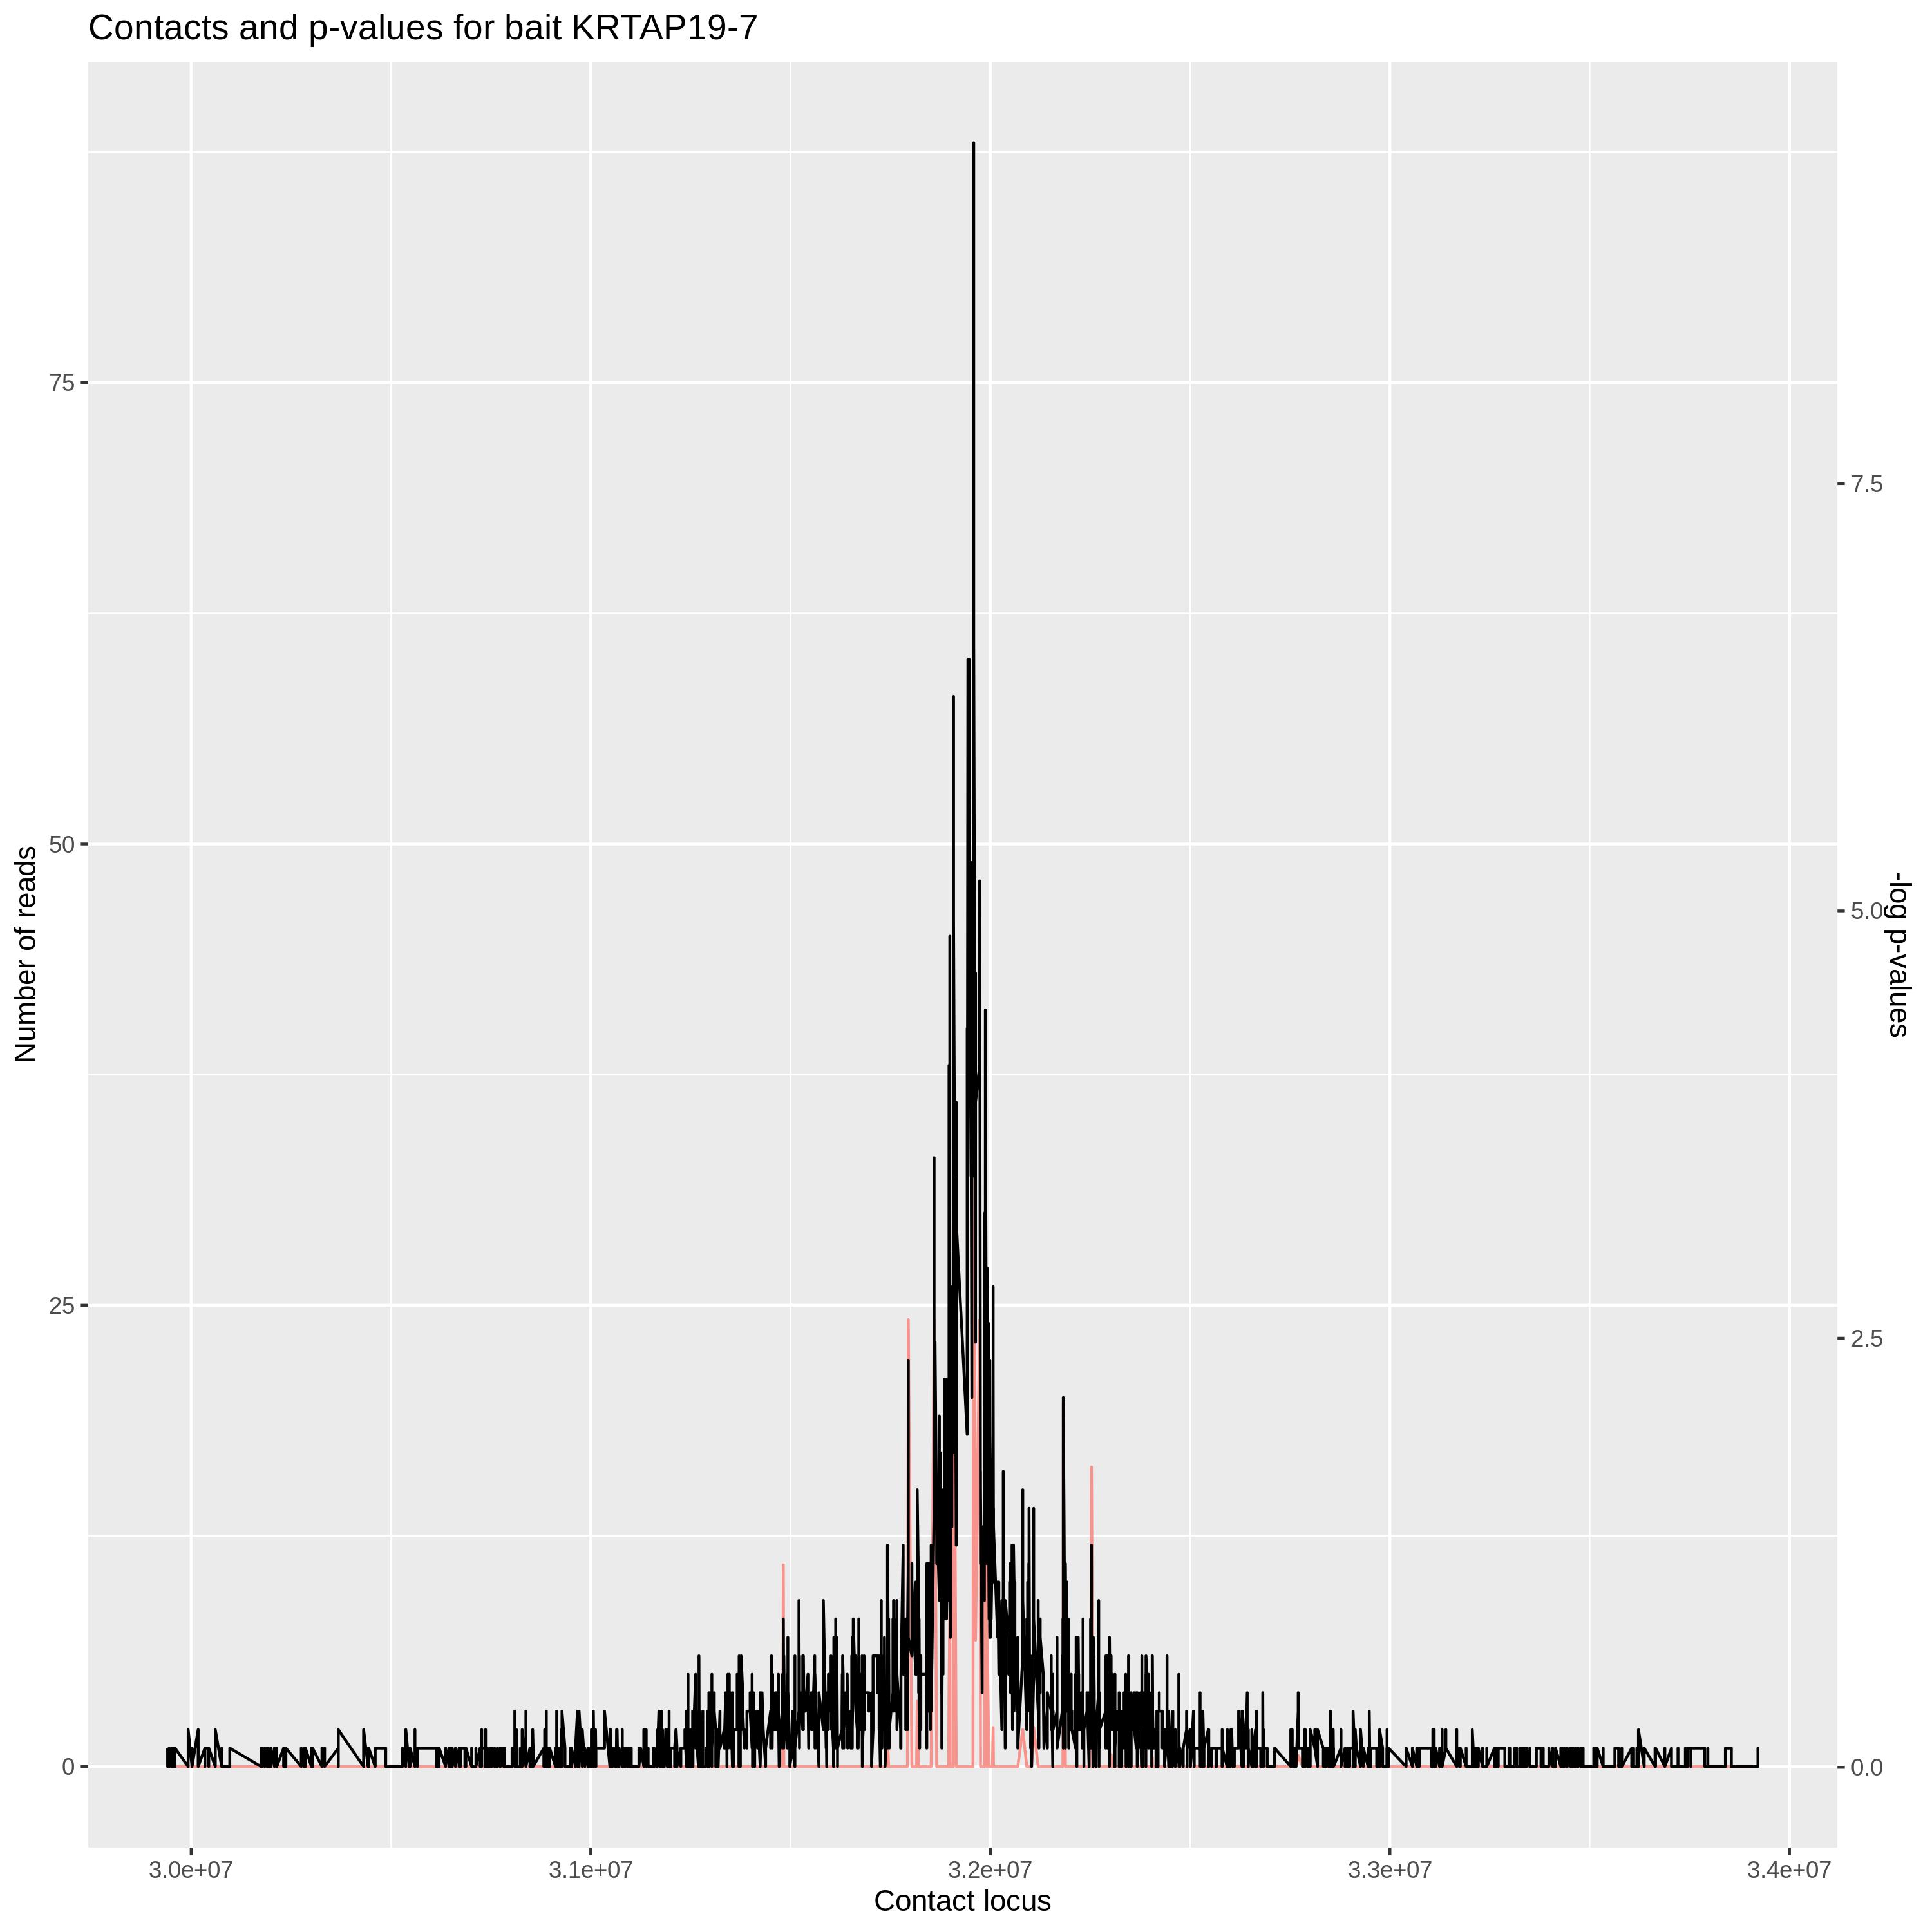 Contacts and p-values for bait KRTAP19-7
75
50
25
0
Number of reads
7.5
5.0
2.5
0.0
-log p-values
3.0e+07
3.1e+07
3.2e+07
3.3e+07
3.4e+07
Contact locus